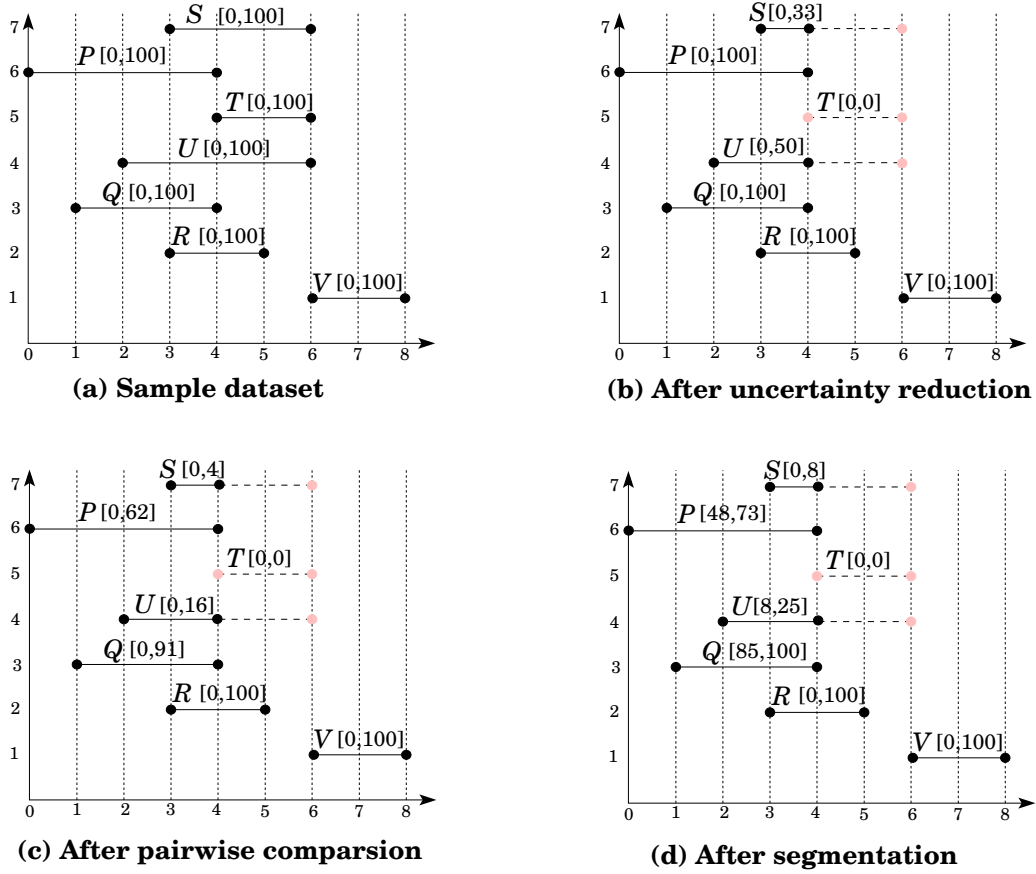 S [0,100]
7
P [0,100]
6
T [0,100]
5
U [0,100]
4
Q [0,100]
3
R [0,100]
2
V [0,100]
1
0 1 2 3 4 5 6 7 8
(a) Sample dataset
S [0,33]
7
P [0,100]
6
T [0,0]
5
U [0,50]
4
Q [0,100]
3
R [0,100]
2
V [0,100]
1
0 1 2 3 4 5 6 7 8
(b) After uncertainty reduction
S [0,4]
7
P [0,62]
6
T [0,0]
5
U [0,16]
4
Q [0,91]
3
R [0,100]
2
V [0,100]
1
0 1 2 3 4 5 6 7 8
(c) After pairwise comparsion
S [0,8]
7
P [48,73]
6
T [0,0]
5
U [8,25]
4
Q [85,100]
3
R [0,100]
2
V [0,100]
1
0 1 2 3 4 5 6 7 8
(d) After segmentation